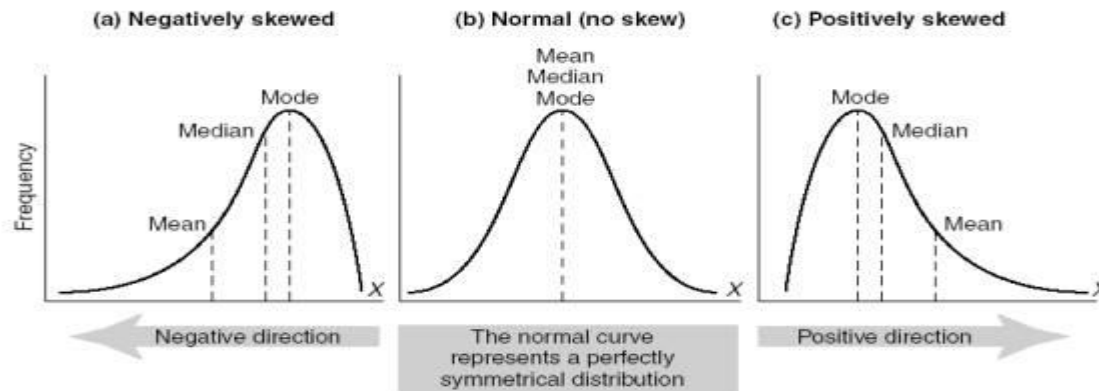 (a) Negatively skewed
(b) Normal (no skew)
(c) Positively skewed
Frequency
Mode
Median
Mean
X
Mean
Median
Mode
X
Mode
Median
Mean
X
Negative direction
The normal curve
represents a perfectly
symmetrical distribution
Positive direction